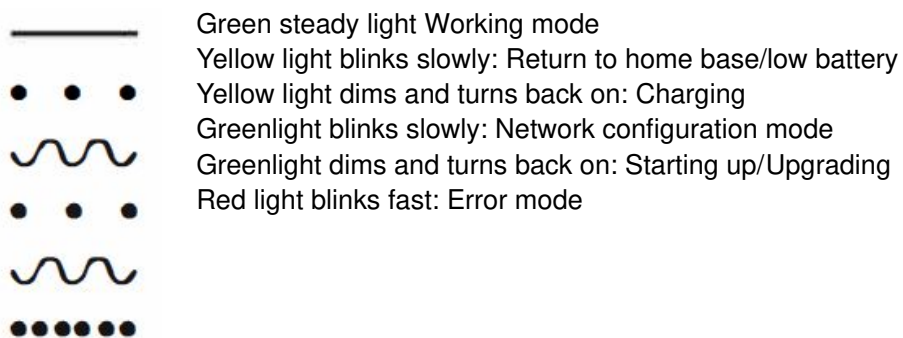 Green steady light Working mode
Yellow light blinks slowly: Return to home base/low battery
Yellow light dims and turns back on: Charging
Greenlight blinks slowly: Network configuration mode
Greenlight dims and turns back on: Starting up/Upgrading
Red light blinks fast: Error mode